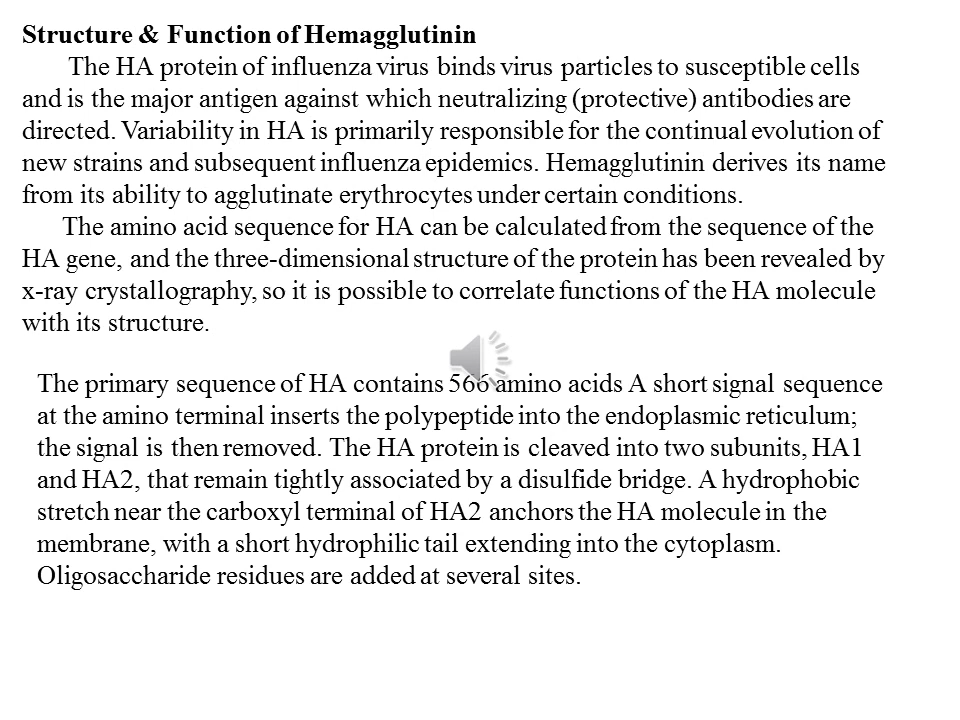 Structure & Function of Hemagglutinin
The HA protein of influenza virus binds virus particles to susceptible cells
and is the major antigen against which neutralizing (protective) antibodies are
directed. Variability in HA is primarily responsible for the continual evolution of
new strains and subsequent influenza epidemics. Hemagglutinin derives its name
from its ability to agglutinate erythrocytes under certain conditions.
The amino acid sequence for HA can be calculated from the sequence of the
HA gene, and the three-dimensional structure of the protein has been revealed by
x-ray crystallography, so it is possible to correlate functions of the HA molecule
with its structure.
The primary sequence of HA contains 566 amino acids A short signal sequence
at the amino terminal inserts the polypeptide into the endoplasmic reticulum;
the signal is then removed. The HA protein is cleaved into two subunits, HA1
and HA2, that remain tightly associated by a disulfide bridge. A hydrophobic
stretch near the carboxyl terminal of HA2 anchors the HA molecule in the
membrane, with a short hydrophilic tail extending into the cytoplasm.
Oligosaccharide residues are added at several sites.